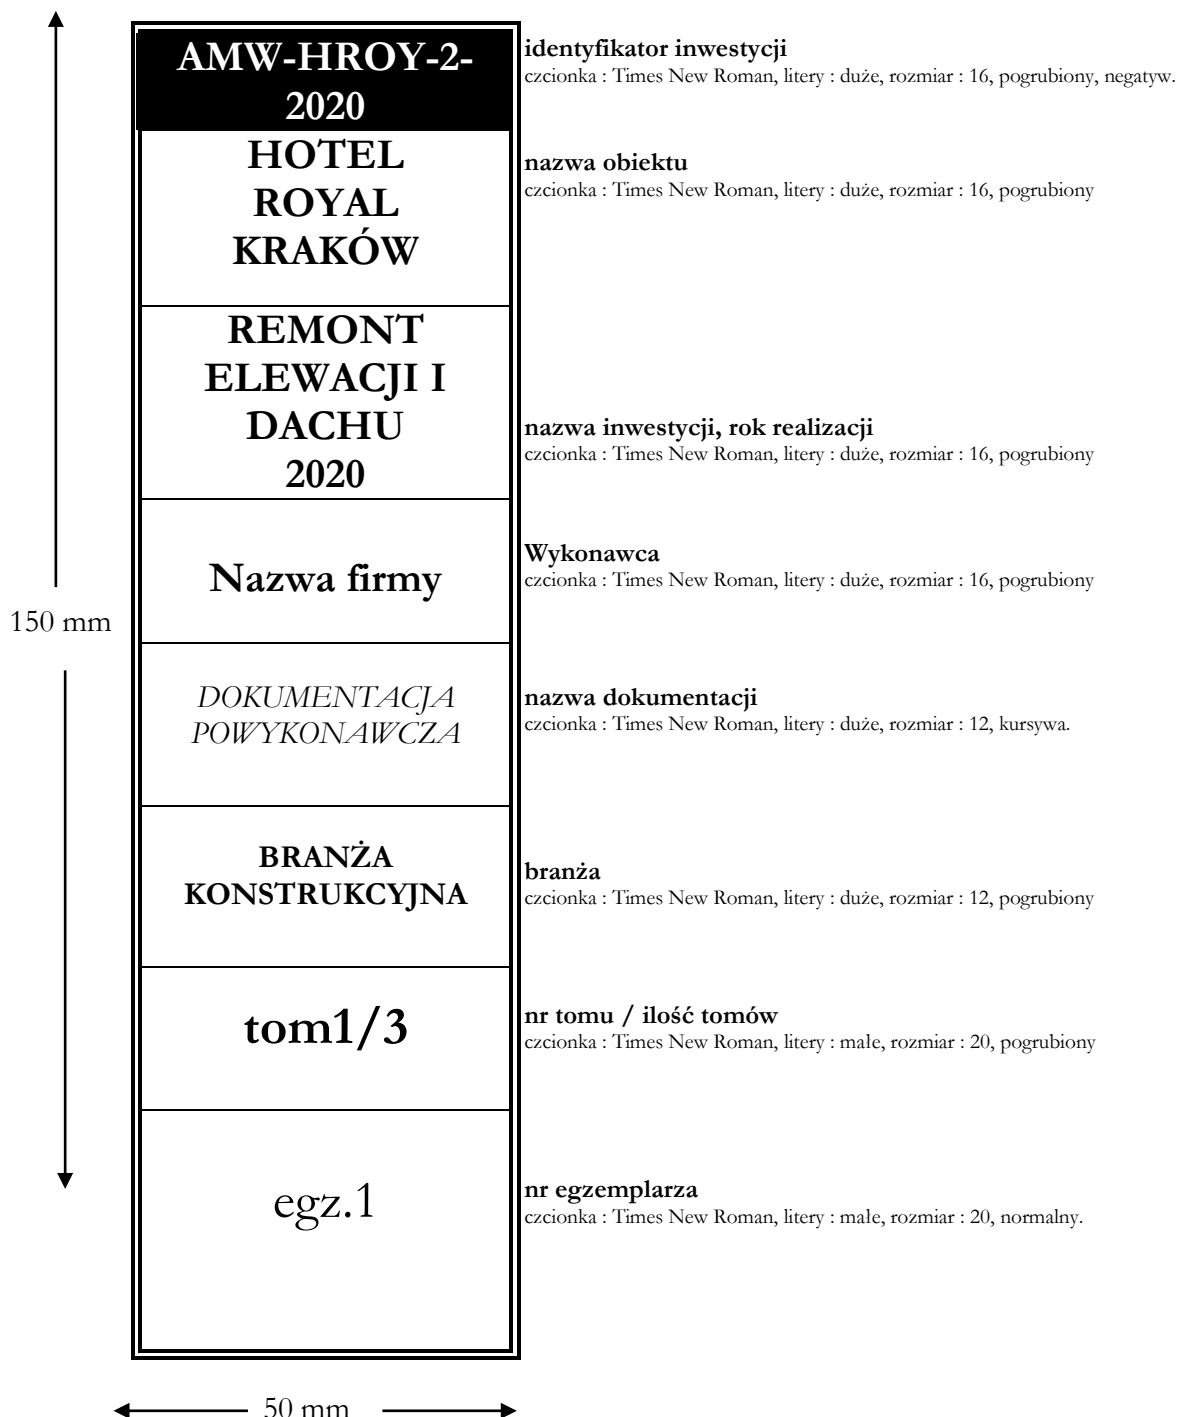 AMW-HROY-2-
2020
identyfikator inwestycji
czcionka : Times New Roman, litery : duże, rozmiar : 16, pogrubiony, negatyw.
HOTEL
ROYAL
KRAKÓW
nazwa obiektu
czcionka : Times New Roman, litery : duże, rozmiar : 16, pogrubiony
REMONT
ELEWACJI I
DACHU
2020
nazwa inwestycji, rok realizacji
czcionka : Times New Roman, litery : duże, rozmiar : 16, pogrubiony
Nazwa firmy
Wykonawca
czcionka : Times New Roman, litery : duże, rozmiar : 16, pogrubiony
150 mm
DOKUMENTACJA
POWYKONAWCZA
nazwa dokumentacji
czcionka : Times New Roman, litery : duże, rozmiar : 12, kursywa.
BRANŻA
KONSTRUKCYJNA
branża
czcionka : Times New Roman, litery : duże, rozmiar : 12, pogrubiony
tom1/3
nr tomu / ilość tomów
czcionka : Times New Roman, litery : małe, rozmiar : 20, pogrubiony
egz.1
nr egzemplarza
czcionka : Times New Roman, litery : małe, rozmiar : 20, normalny.
50 mm